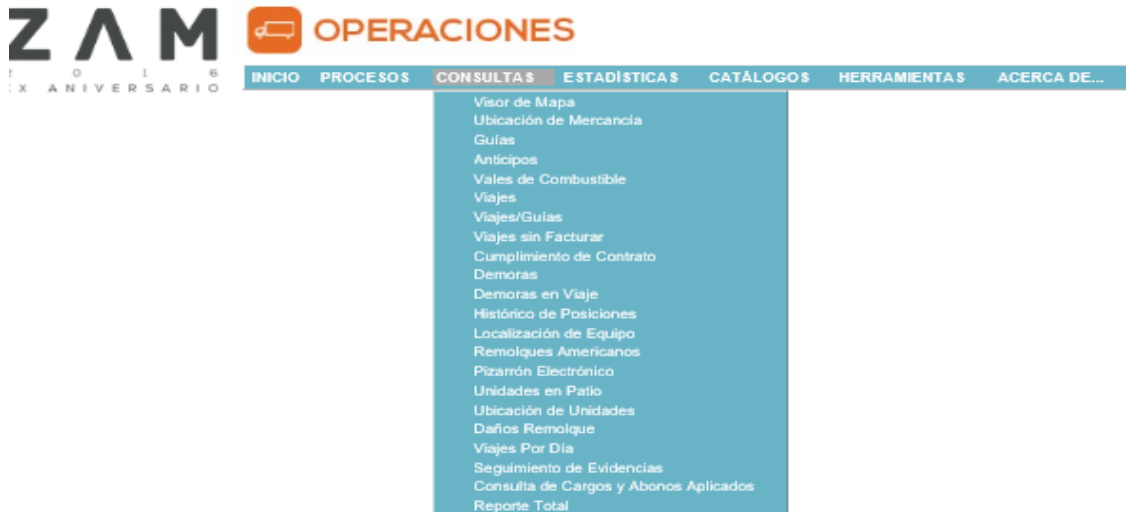 ZAM
2 0 1 6
X ANIVERSARIO
OPERACIONES
INICIO PROCESOS CONSULTAS ESTADÍSTICAS CATÁLOGOS HERRAMIENTAS ACERCA DE...
Visor de Mapa
Ubicación de Mercancía
Guías
Anticipos
Vales de Combustible
Viajes
Viajes/Guías
Viajes sin Facturar
Cumplimiento de Contrato
Demoras
Demoras en Viaje
Histórico de Posiciones
Localización de Equipo
Remolques Americanos
Pizarrón Electrónico
Unidades en Patio
Ubicación de Unidades
Daños Remolque
Viajes Por Día
Seguimiento de Evidencias
Consulta de Cargos y Abonos Aplicados
Reporte Total